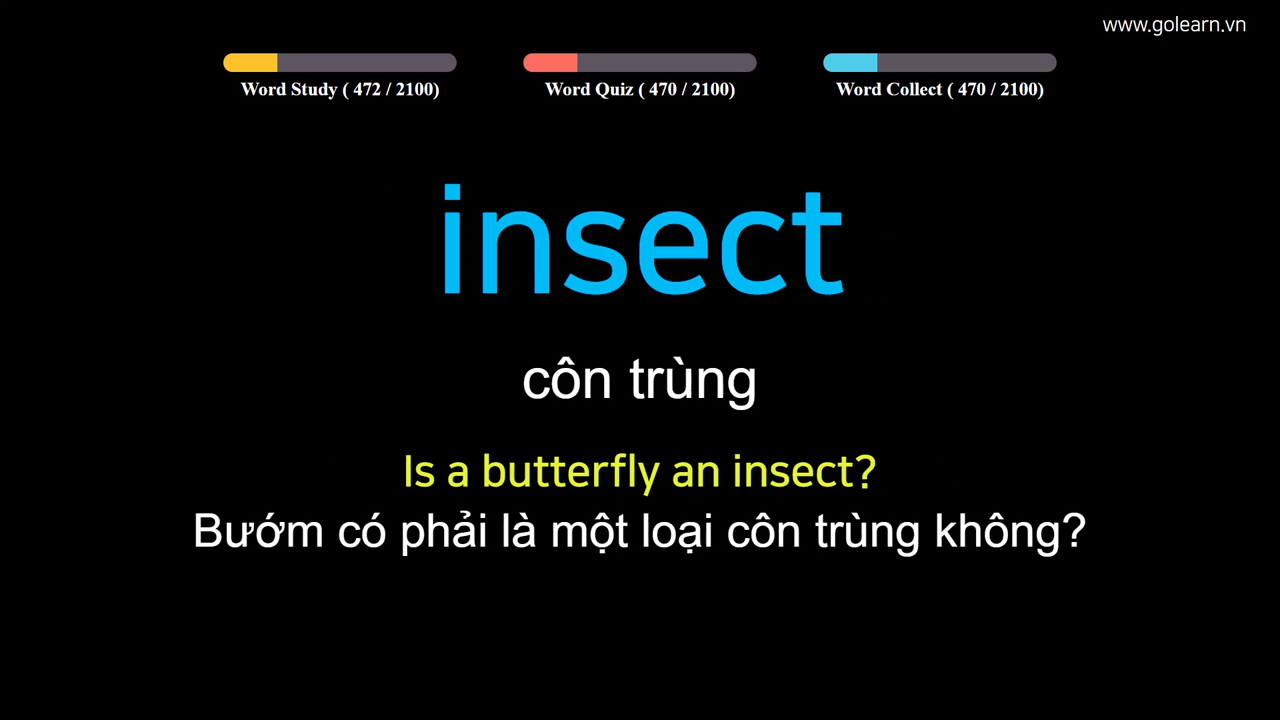 www.golearn.vn
Word Study ( 472 / 2100)
Word Quiz ( 470 / 2100)
Word Collect ( 470 / 2100)
insect
côn trùng
Is a butterfly an insect?
Bướm có phải là một loại côn trùng không?